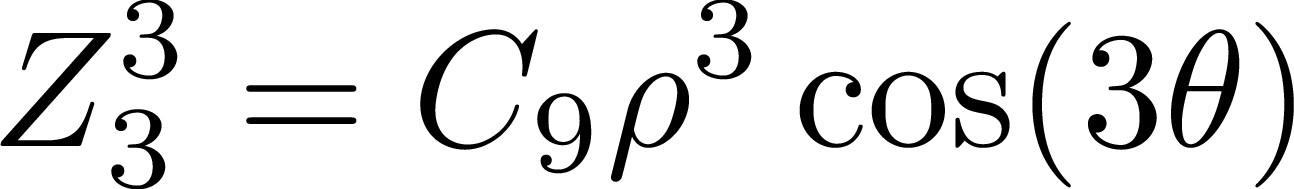 Z_3^3 = C_9 ρ^3 cos(3θ)